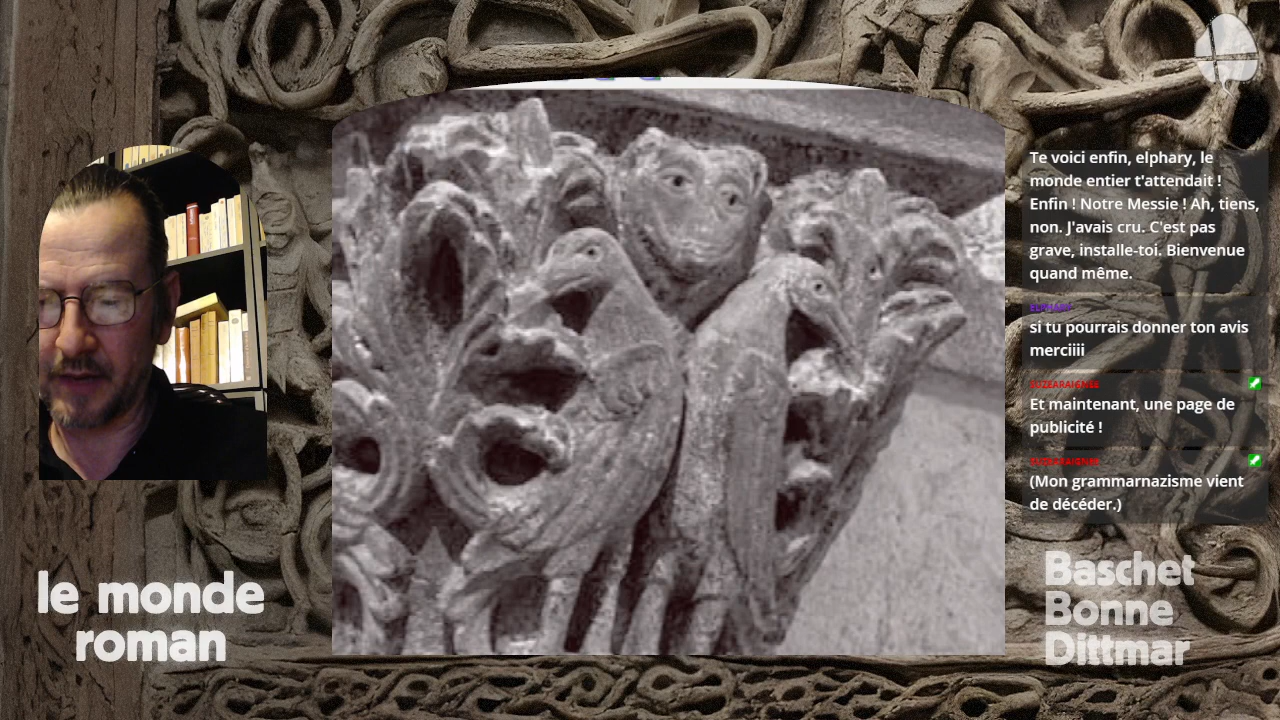 Te voici enfin, elphary, le
monde entier t'attendait !
Enfin ! Notre Messie ! Ah, tiens,
non. J'avais cru. C'est pas
grave, installe-toi. Bienvenue
quand même.
si tu pourrais donner ton avis
merciiii
SUZEARAIGNEE
Et maintenant, une page de
publicité !
SUZEARAIGNEE
(Mon grammarnazisme vient
de décéder.)
le monde
roman
Baschet
Bonne
Dittmar